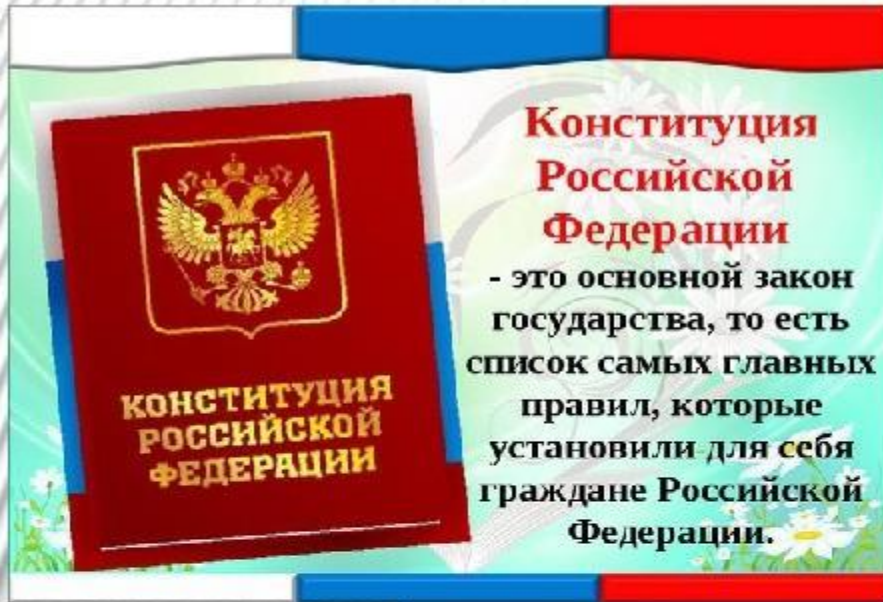 КОНСТИТУЦИЯ
РОССИЙСКОЙ
ФЕДЕРАЦИИ
Конституция
Российской
Федерации
- это основной закон
государства, то есть
список самых главных
правил, которые
установили для себя
граждане Российской
Федерации.